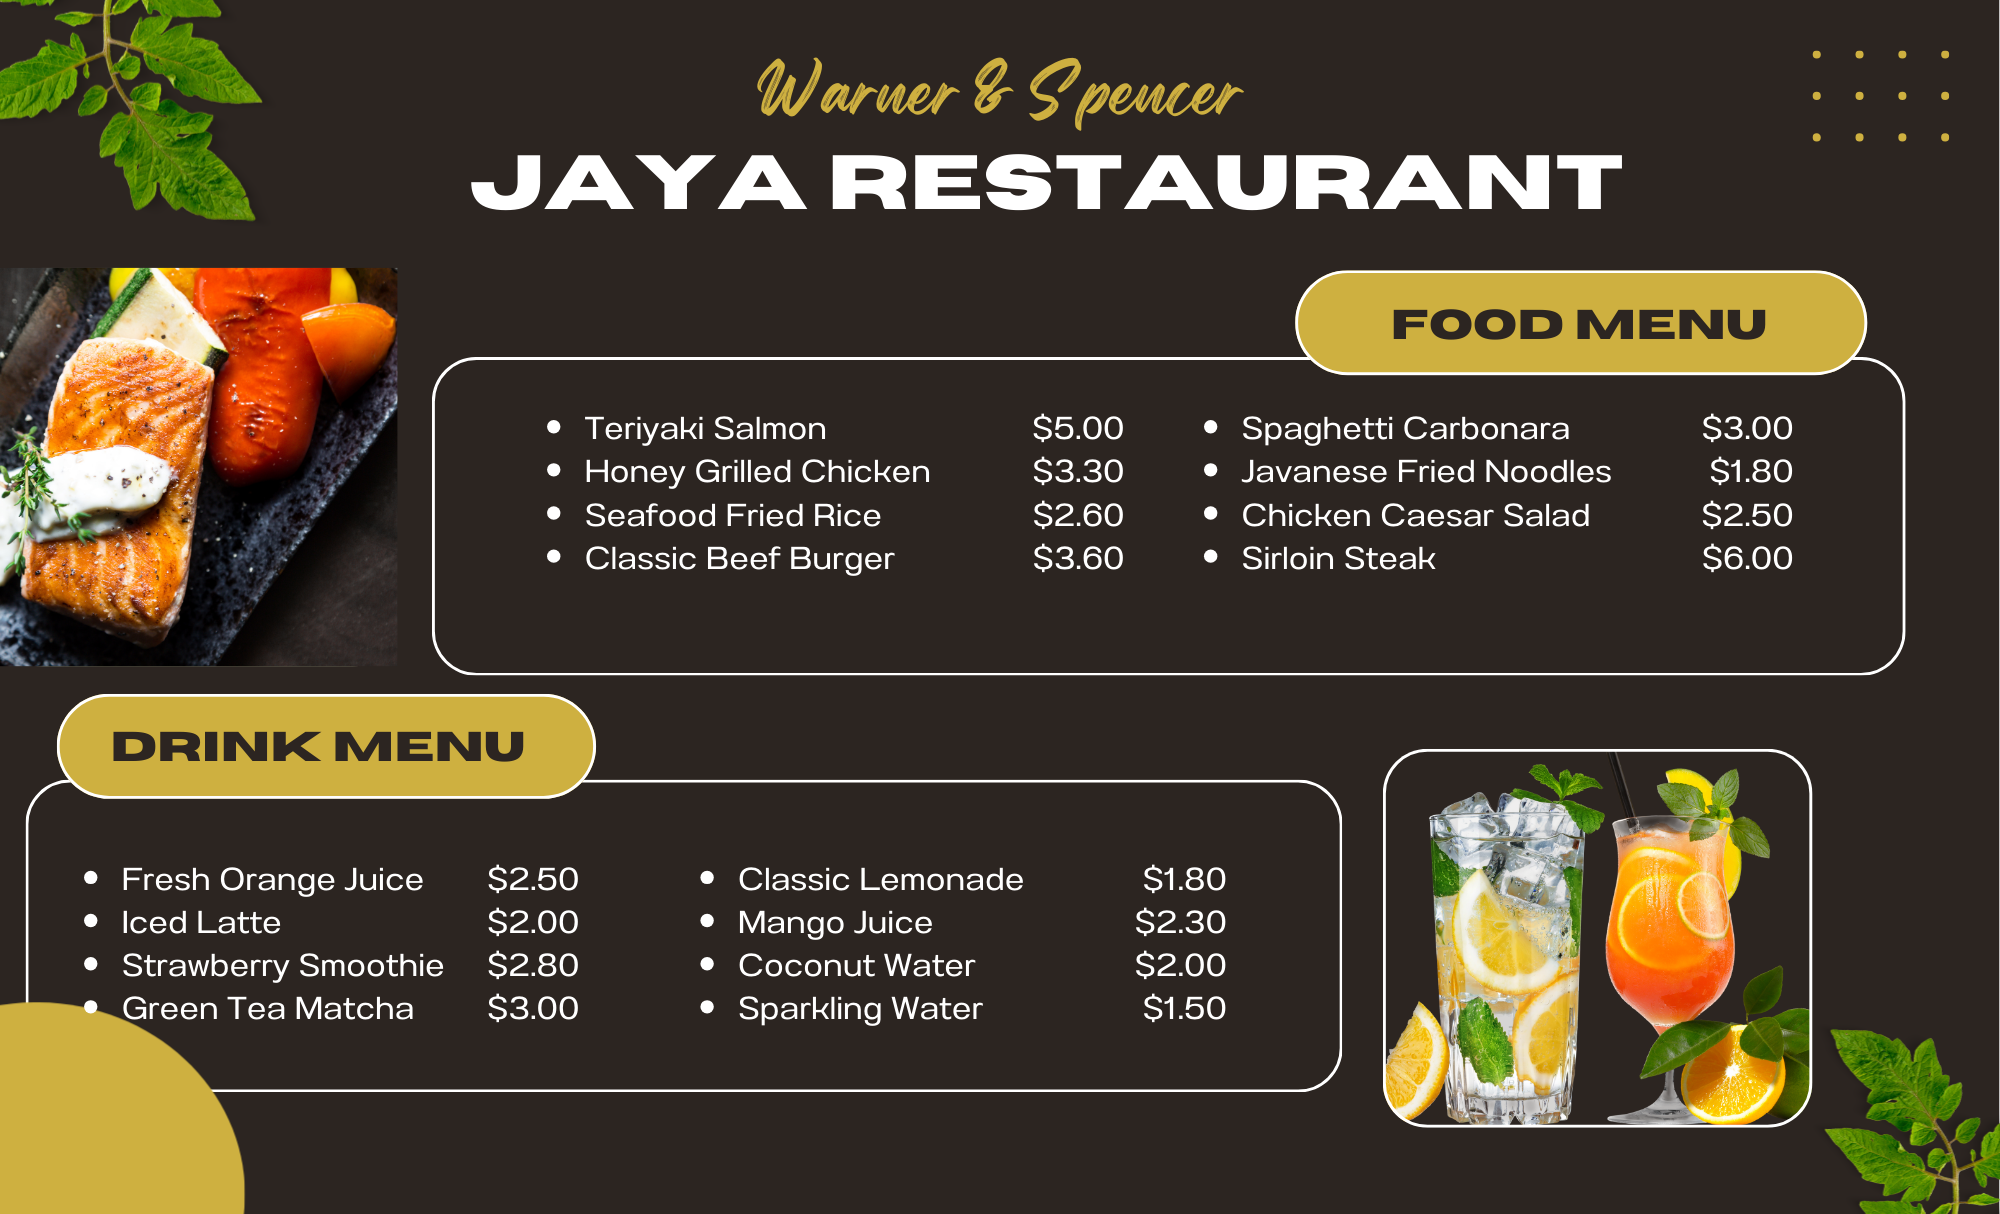 Warner & Spencer
JAYA RESTAURANT
FOOD MENU
• Teriyaki Salmon $5.00
• Honey Grilled Chicken $3.30
• Seafood Fried Rice $2.60
• Classic Beef Burger $3.60
• Spaghetti Carbonara $3.00
• Javanese Fried Noodles $1.80
• Chicken Caesar Salad $2.50
• Sirloin Steak $6.00
DRINK MENU
• Fresh Orange Juice $2.50
• Iced Latte $2.00
• Strawberry Smoothie $2.80
• Green Tea Matcha $3.00
• Classic Lemonade $1.80
• Mango Juice $2.30
• Coconut Water $2.00
• Sparkling Water $1.50